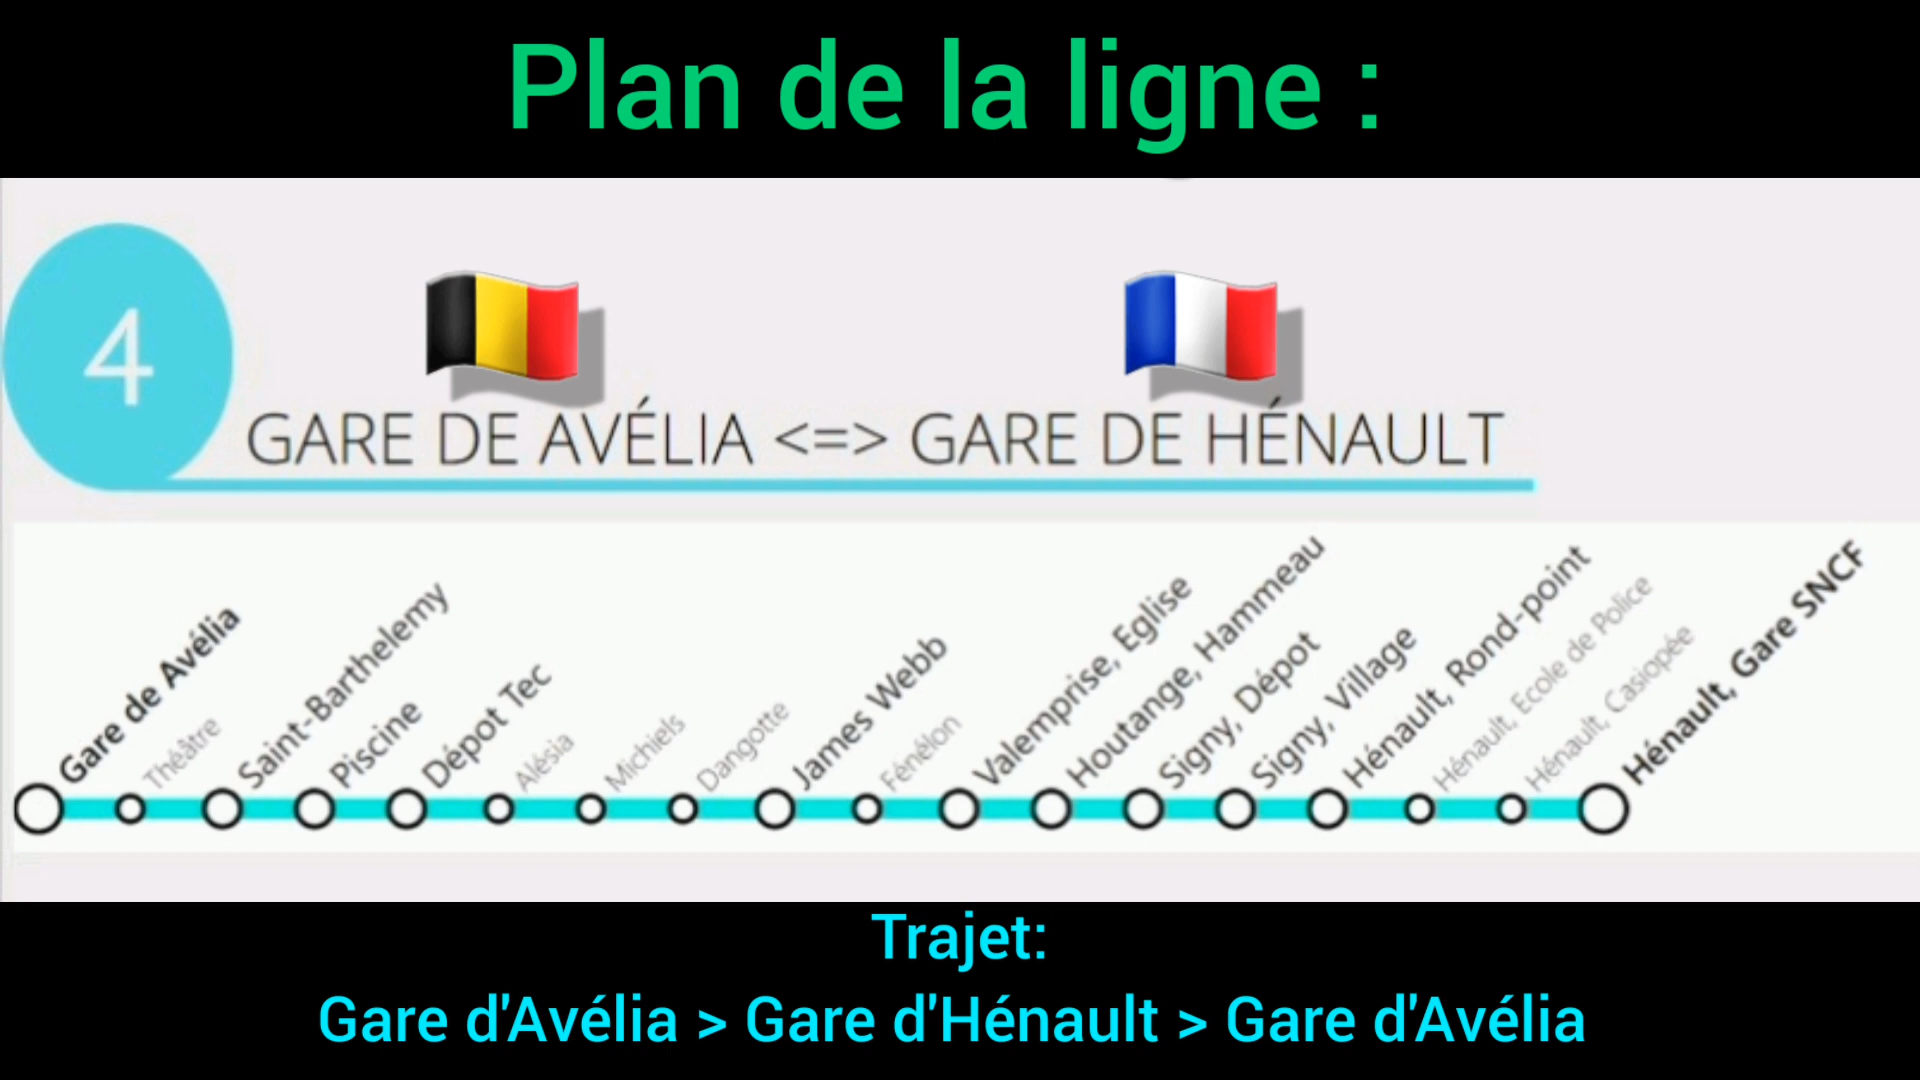 Plan de la ligne :
4
GARE DE AVÉLIA <=> GARE DE HÉNAULT
Gare de Avélia
Théâtre
Saint-Barthelemy
Piscine
Dépot Tec
Alésia
Michiels
Dangotte
James Webb
Fénélon
Valemprise, Eglise
Houtange, Hammeau
Signy, Dépot
Signy, Village
Hénault, Rond-point
Hénault, Ecole de Police
Hénault, Casiopée
Hénault, Gare SNCF
Trajet:
Gare d'Avélia > Gare d'Hénault > Gare d'Avélia